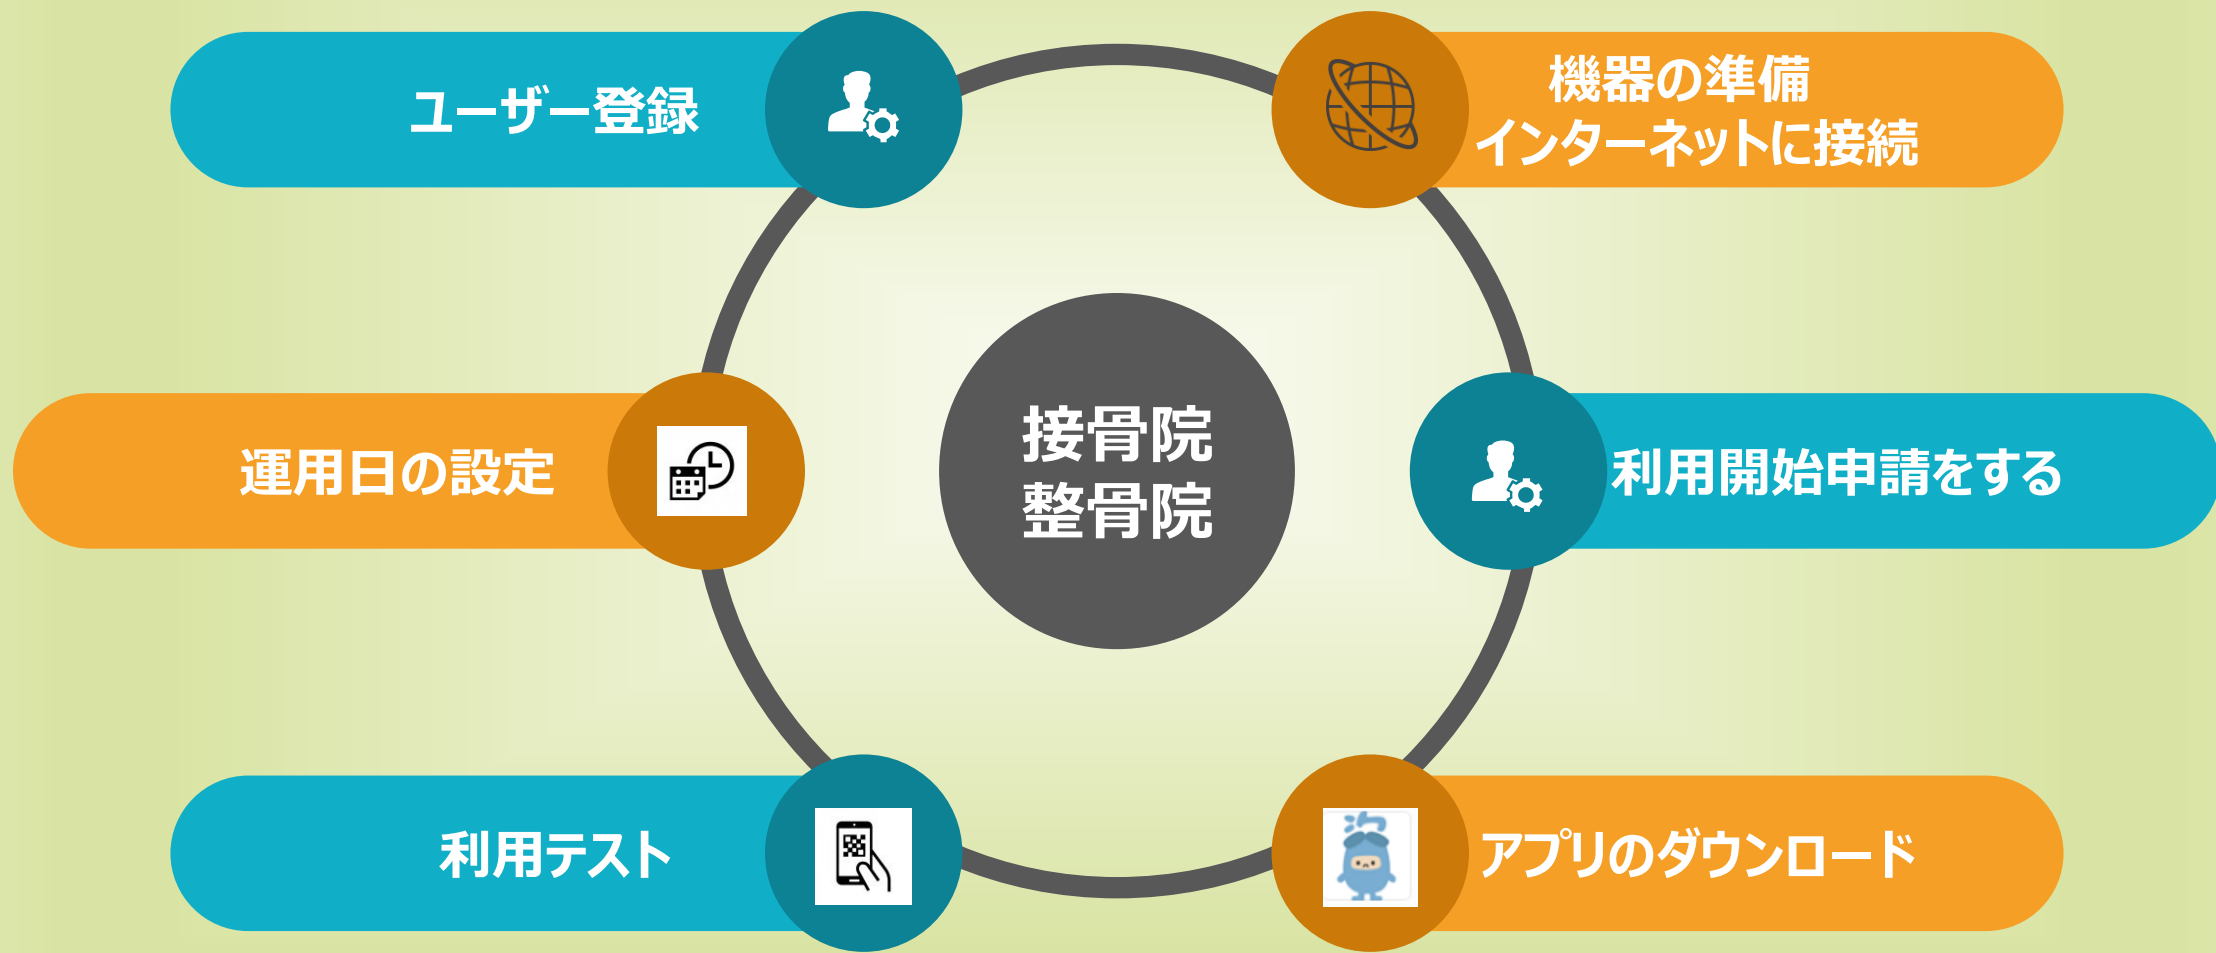 ユーザー登録
機器の準備
インターネットに接続
運用日の設定
接骨院
整骨院
利用開始申請をする
利用テスト
アプリのダウンロード